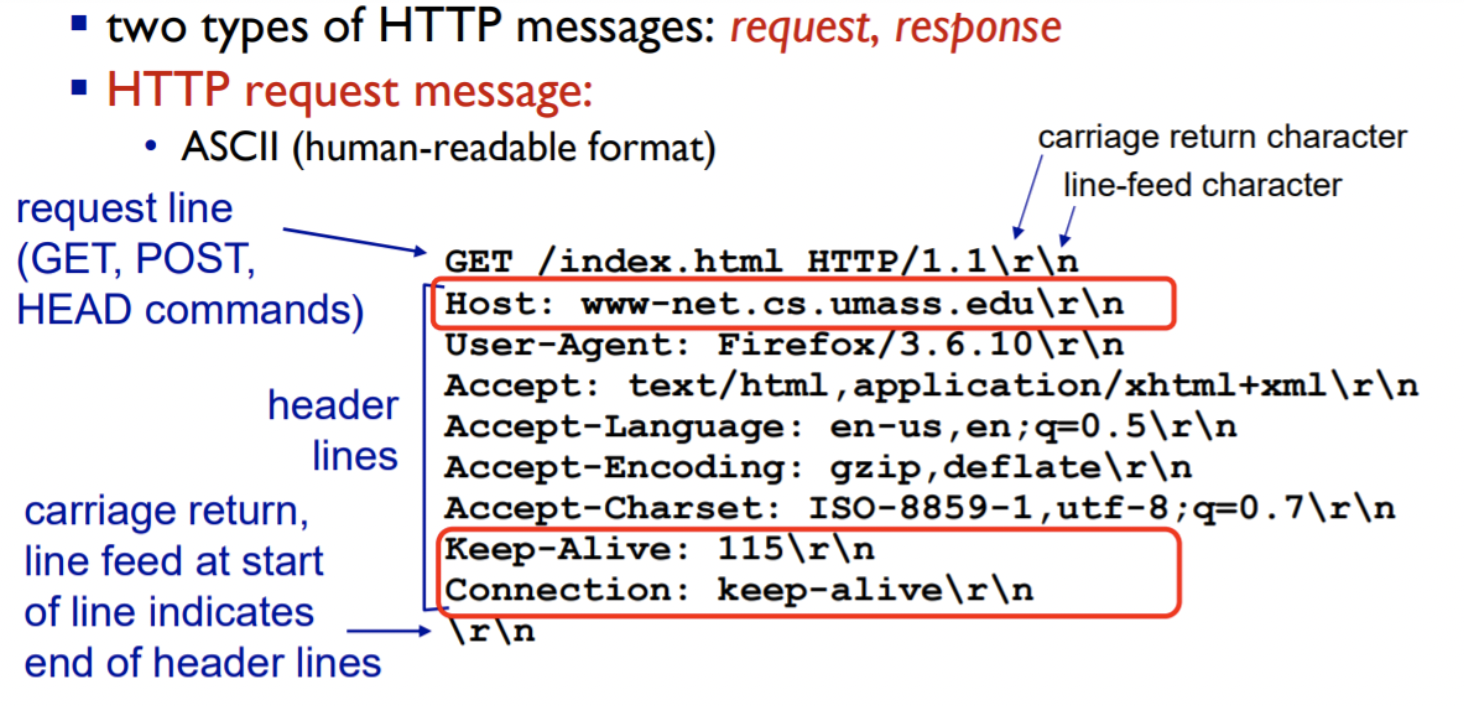 two types of HTTP messages: request, response
HTTP request message:
ASCII (human-readable format)
carriage return character
line-feed character
request line
(GET, POST,
HEAD commands)
GET /index.html HTTP/1.1\r\n
Host: www-net.cs.umass.edu\r\n
User-Agent: Firefox/3.6.10\r\n
Accept: text/html,application/xhtml+xml\r\n
Accept-Language: en-us,en;q=0.5\r\n
Accept-Encoding: gzip,deflate\r\n
Accept-Charset: ISO-8859-1,utf-8;q=0.7\r\n
Keep-Alive: 115\r\n
Connection: keep-alive\r\n
\r\n
header
lines
carriage return,
line feed at start
of line indicates
end of header lines